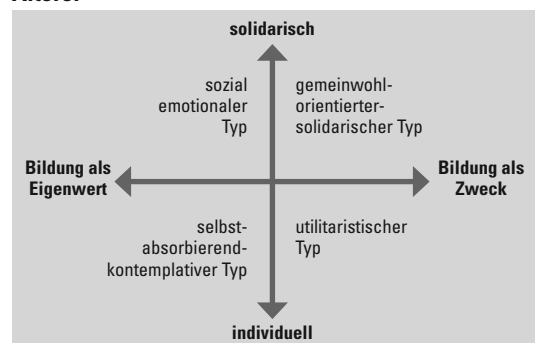 solidarisch
sozial
emotionaler
Typ
gemeinwohl-
orientierter-
solidarischer Typ
Bildung als
Eigenwert
Bildung als
Zweck
selbst-
absorbierend-
kontemplativer Typ
utilitaristischer
Typ
individuell